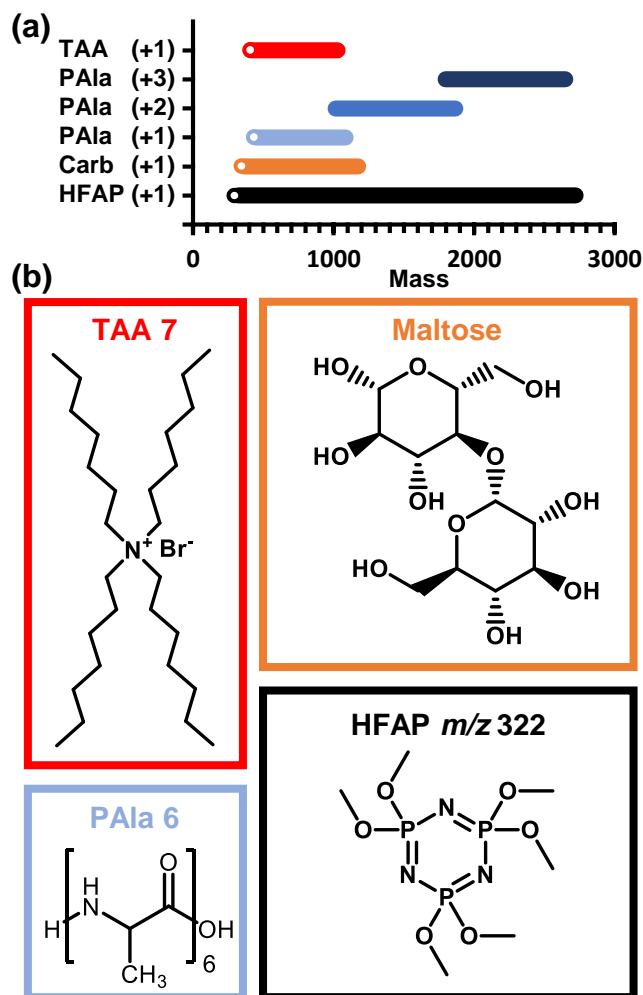 (a)
TAA (+1)
PAla (+3)
PAla (+2)
PAla (+1)
Carb (+1)
HFAP (+1)
0 1000 2000 3000
Mass
(b)
TAA 7
N+ Br-
Maltose
HO O OH
HO O
OH O OH
HO OH
OH
PAla 6
H N O
H OH
CH3 6
HFAP m/z 322
O N O
O P P O
N N
P
O O